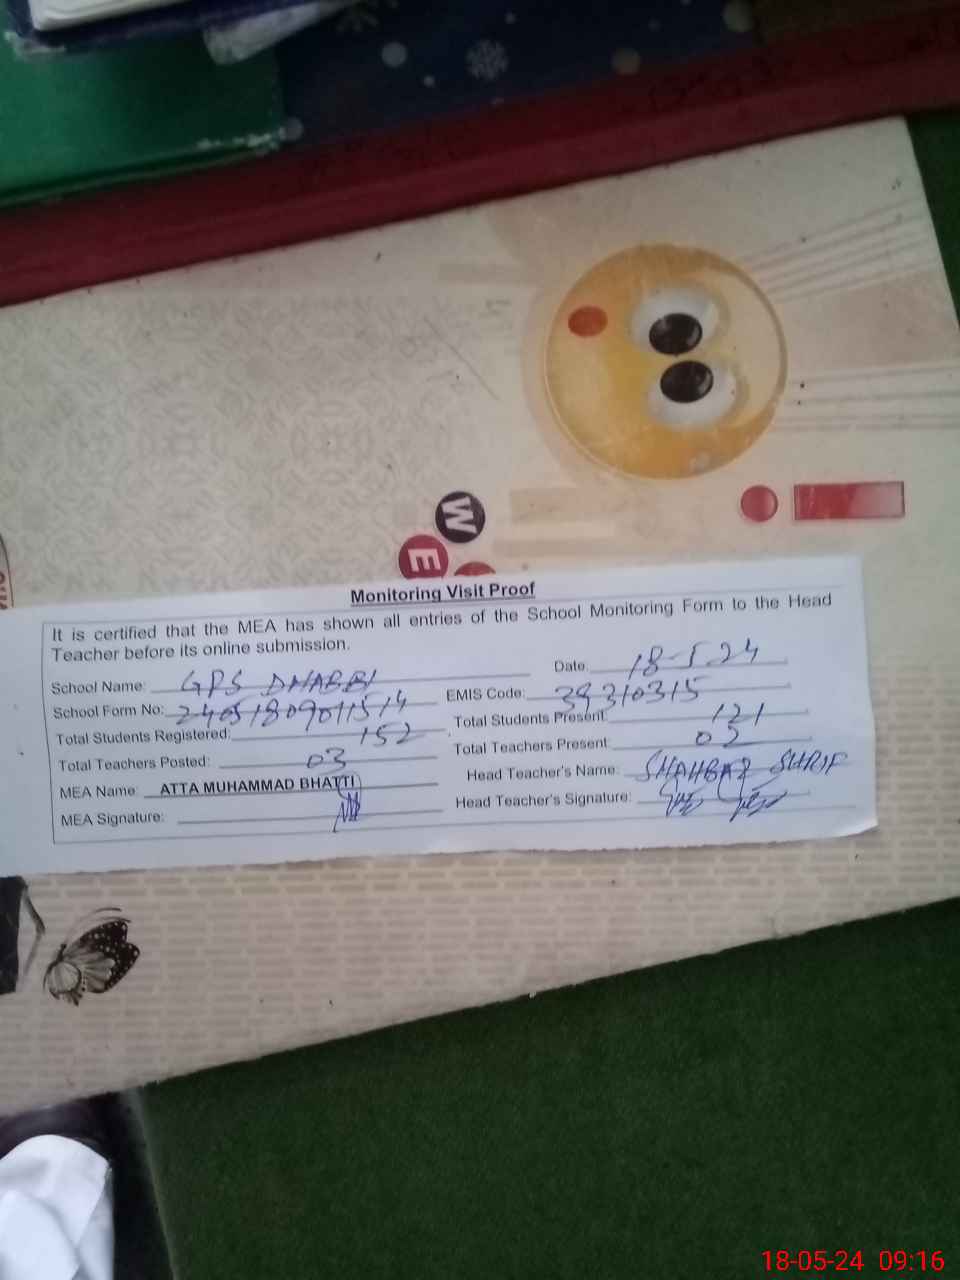 W
E
Monitoring Visit Proof
It is certified that the MEA has shown all entries of the School Monitoring Form to the Head
Teacher before its online submission.
Date: 18-5-24
School Name: GPS DHABBI
EMIS Code: 39310315
School Form No: 24051809011514
Total Students Present: 121
Total Students Registered: 152
Total Teachers Present: 02
Total Teachers Posted: 03
Head Teacher's Name: SHAHBAZ SHRIF
MEA Name: ATTA MUHAMMAD BHATTI
Head Teacher's Signature:
MEA Signature:
18-05-24 09:16